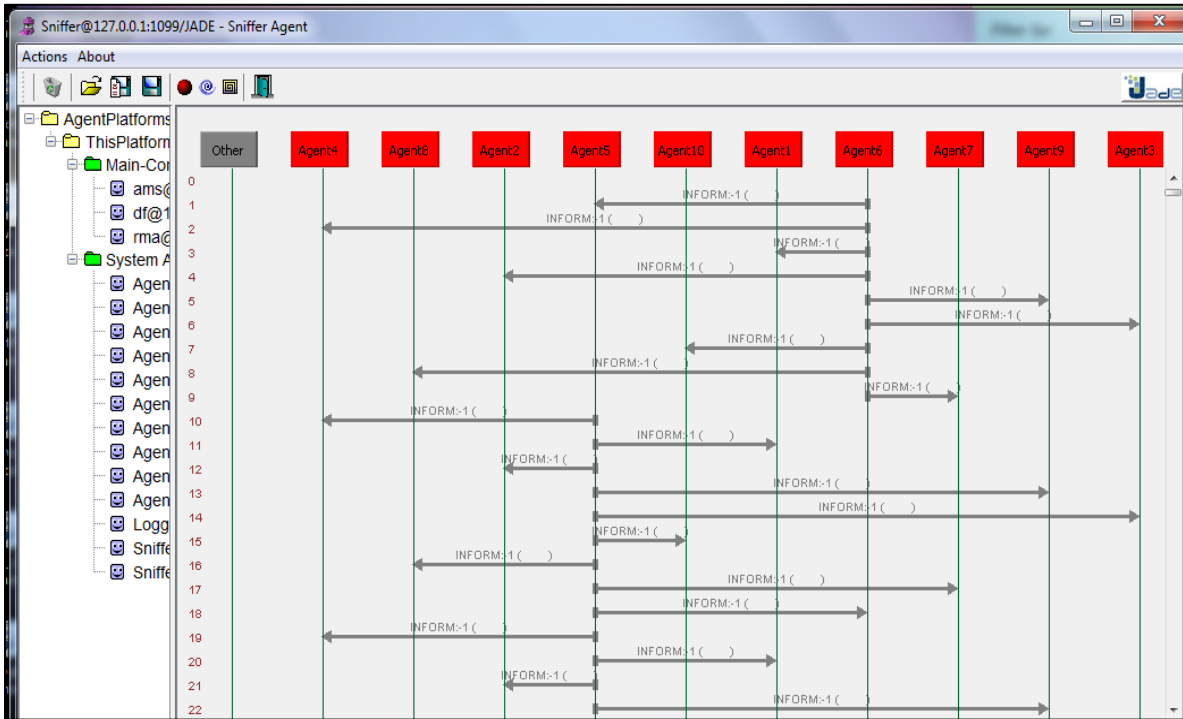 Sniffer@127.0.0.1:1099/JADE - Sniffer Agent
Actions About
Jade
AgentPlatforms
ThisPlatforn
Main-Cor
ams@
df@1
rma@
System A
Agen
Agen
Agen
Agen
Agen
Agen
Agen
Agen
Agen
Agen
Logg
Sniffe
Sniffe
Other Agent4 Agent8 Agent2 Agent5 Agent10 Agent1 Agent6 Agent7 Agent9 Agent3
0
1 INFORM:-1 ( )
2 INFORM:-1 ( )
3 INFORM:-1 ( )
4 INFORM:-1 ( )
5 INFORM:-1 ( )
6 INFORM:-1 ( )
7 INFORM:-1 ( )
8 INFORM:-1 ( )
9 INFORM:-1 ( )
10 INFORM:-1 ( )
11 INFORM:-1 ( )
12 INFORM:-1 ( )
13 INFORM:-1 ( )
14 INFORM:-1 ( )
15 INFORM:-1 ( )
16 INFORM:-1 ( )
17 INFORM:-1 ( )
18 INFORM:-1 ( )
19 INFORM:-1 ( )
20 INFORM:-1 ( )
21 INFORM:-1 ( )
22 INFORM:-1 ( )